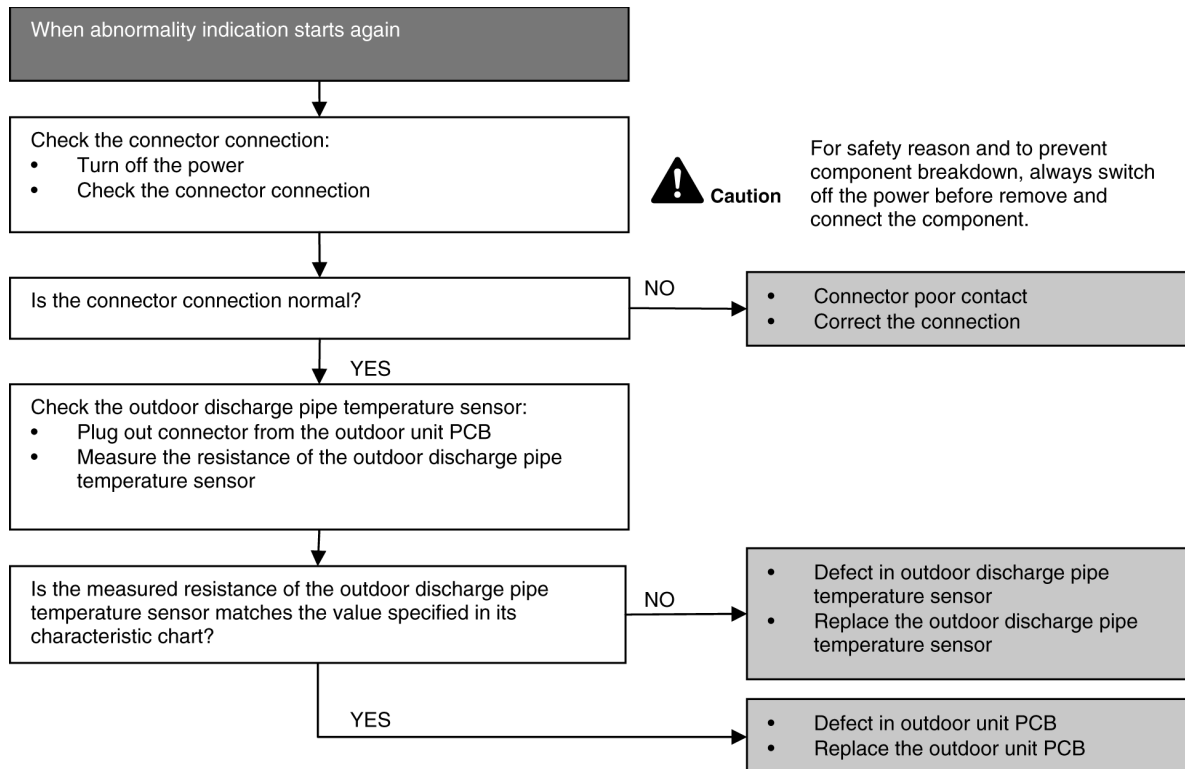 When abnormality indication starts again
Check the connector connection:
• Turn off the power
• Check the connector connection
Caution
For safety reason and to prevent
component breakdown, always switch
off the power before remove and
connect the component.
Is the connector connection normal?
NO
• Connector poor contact
• Correct the connection
YES
Check the outdoor discharge pipe temperature sensor:
• Plug out connector from the outdoor unit PCB
• Measure the resistance of the outdoor discharge pipe
temperature sensor
Is the measured resistance of the outdoor discharge pipe
temperature sensor matches the value specified in its
characteristic chart?
NO
• Defect in outdoor discharge pipe
temperature sensor
• Replace the outdoor discharge pipe
temperature sensor
YES
• Defect in outdoor unit PCB
• Replace the outdoor unit PCB